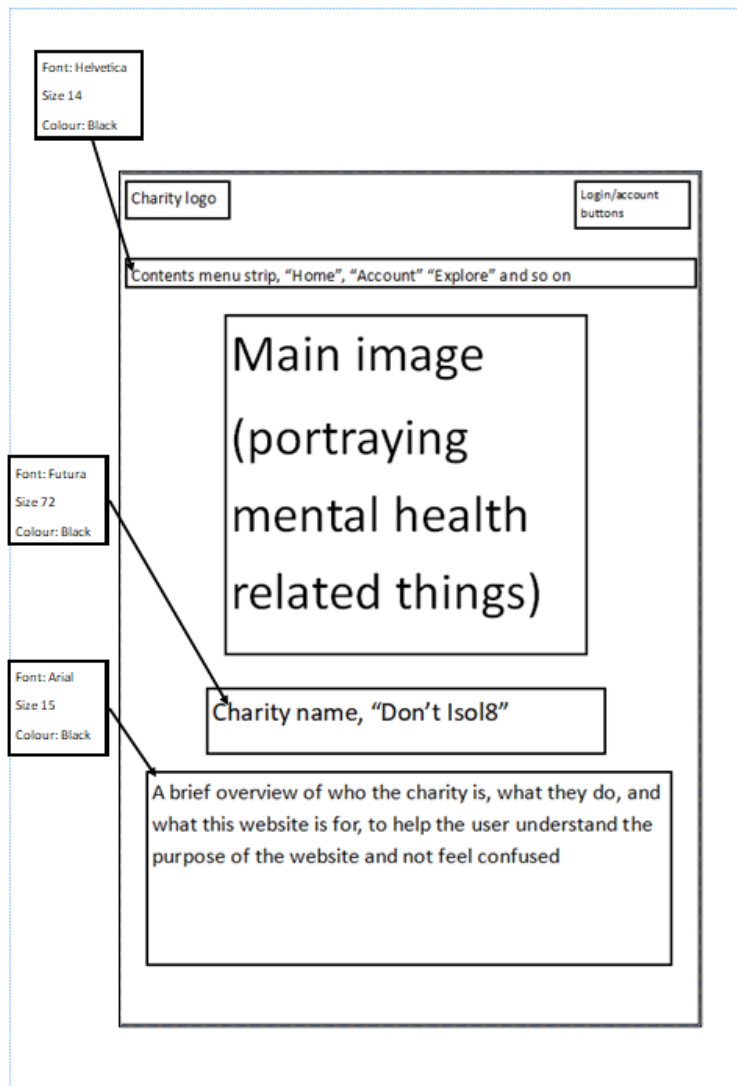 Font: Helvetica
Size 14
Colour: Black
Charity logo
Login/account
buttons
Contents menu strip, “Home”, “Account” “Explore” and so on
Main image
(portraying
mental health
related things)
Font: Futura
Size 72
Colour: Black
Charity name, “Don’t Isol8”
Font: Arial
Size 15
Colour: Black
A brief overview of who the charity is, what they do, and
what this website is for, to help the user understand the
purpose of the website and not feel confused